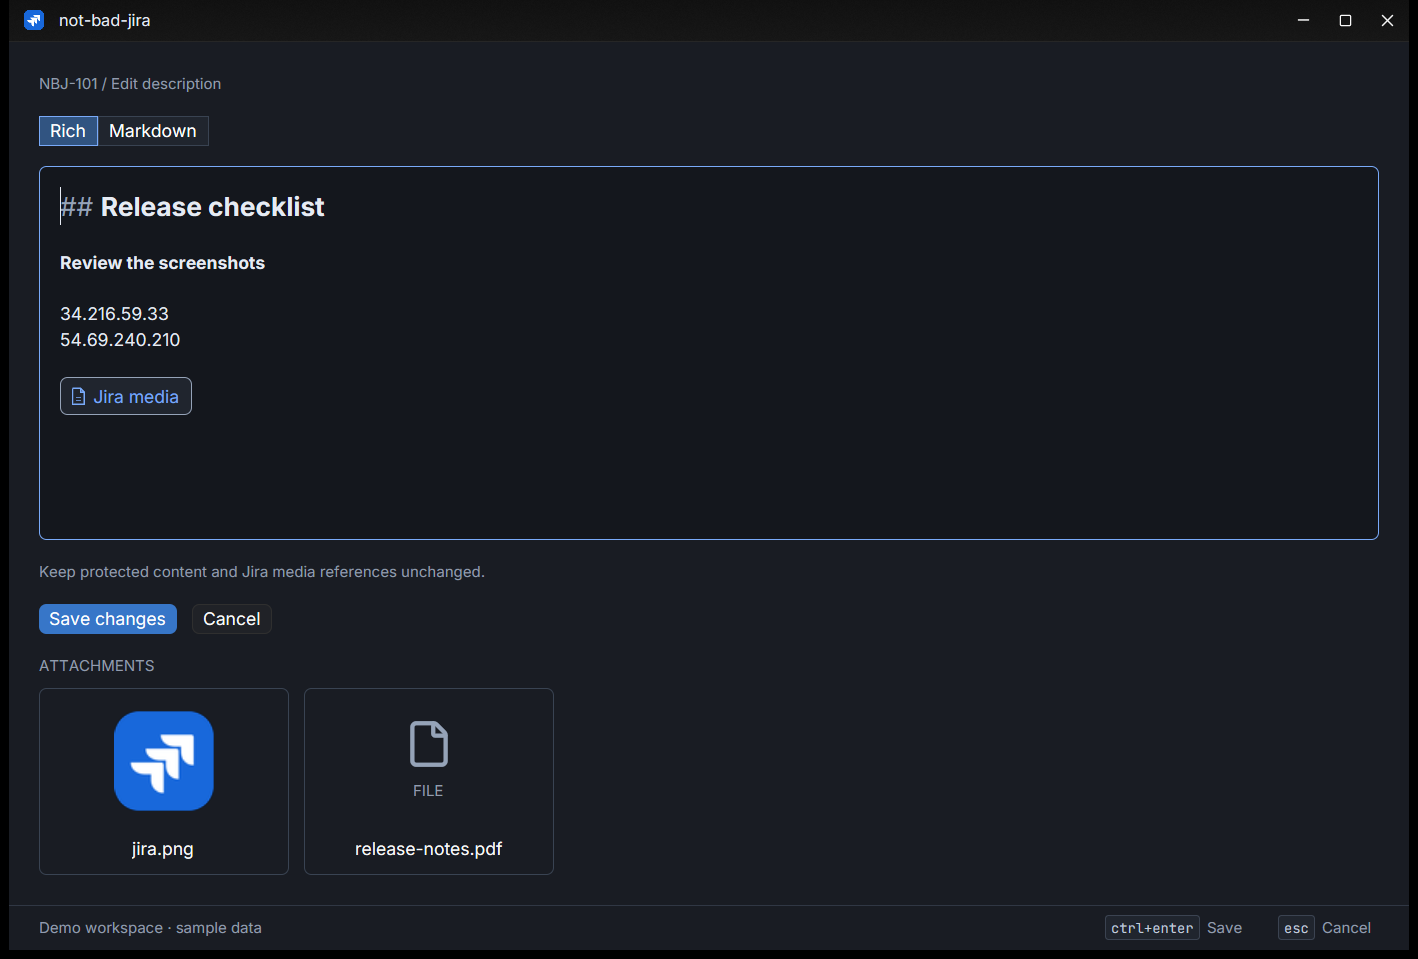 not-bad-jira
NBJ-101 / Edit description
Rich Markdown
## Release checklist
Review the screenshots
34.216.59.33
54.69.240.210
Jira media
Keep protected content and Jira media references unchanged.
Save changes Cancel
ATTACHMENTS
FILE
jira.png release-notes.pdf
Demo workspace · sample data ctrl+enter Save esc Cancel